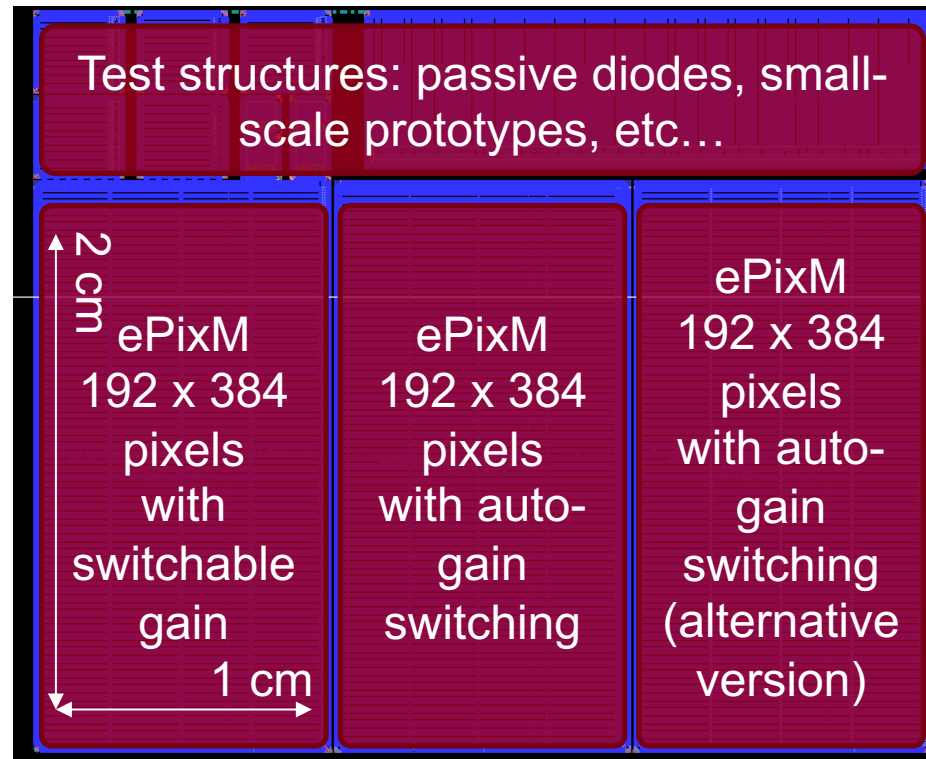 Test structures: passive diodes, small-
scale prototypes, etc…
2 cm
ePixM
192 x 384
pixels
with
switchable
gain
1 cm
ePixM
192 x 384
pixels
with auto-
gain
switching
ePixM
192 x 384
pixels
with auto-
gain
switching
(alternative
version)